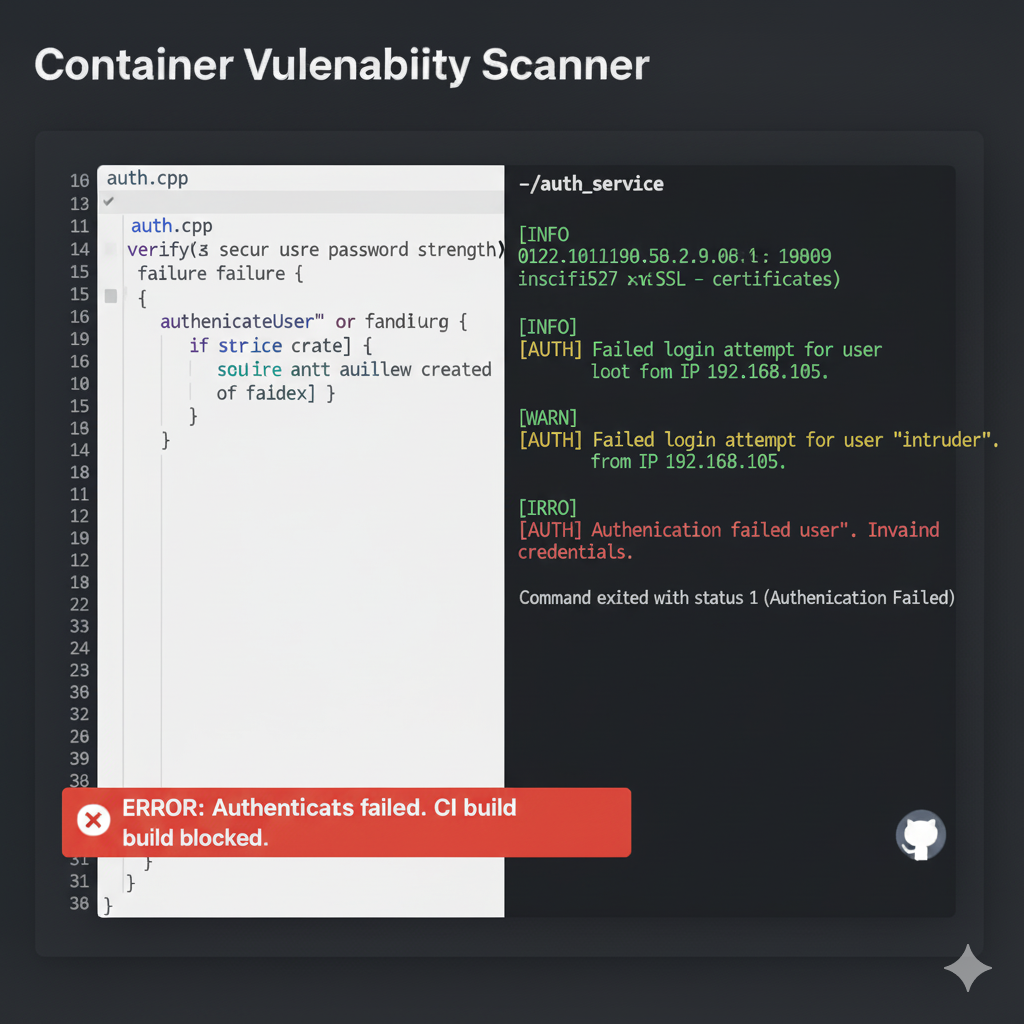 Container Vulenabiity Scanner
16
13
11
14
15
15
16
19
16
10
15
18
14
18
11
12
19
12
18
22
33
24
23
36
32
26
39
38
31
31
36
auth.cpp
auth.cpp
verify(3 secur usre password strength)
failure failure {
{
authenicateUser" or fandiurg {
if strice crate] {
souire antt auillew created
of faidex] }
}
}
}
}
}
~/auth_service
[INFO
0122.1011190.58.2.9.08.1: 19809
inscifi527 SSL - certificates)
[INFO]
[AUTH] Failed login attempt for user
loot fom IP 192.168.105.
[WARN]
[AUTH] Failed login attempt for user "intruder".
from IP 192.168.105.
[IRRO]
[AUTH] Authenication failed user". Invaind
credentials.
Command exited with status 1 (Authenication Failed)
ERROR: Authenticats failed. CI build
build blocked.